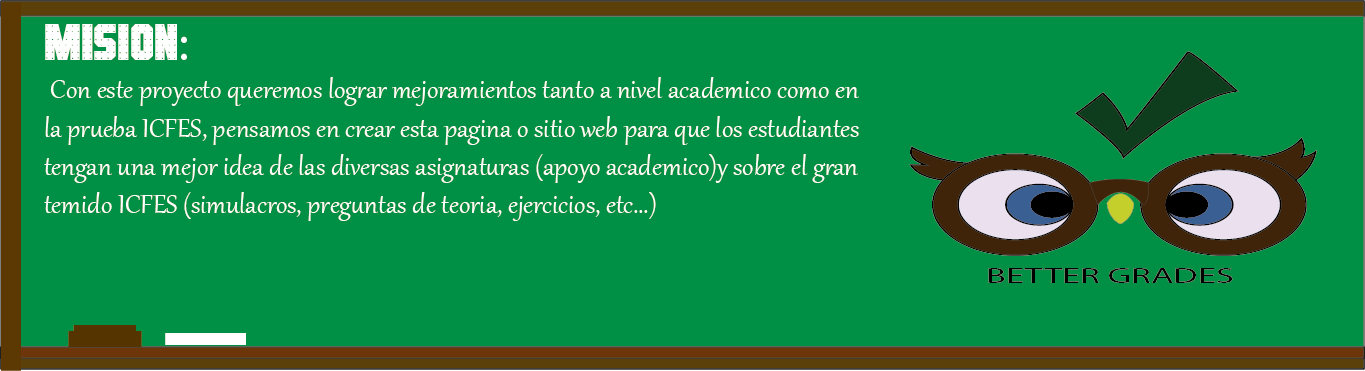 MISION:
Con este proyecto queremos lograr mejoramientos tanto a nivel academico como en
la prueba ICFES, pensamos en crear esta pagina o sitio web para que los estudiantes
tengan una mejor idea de las diversas asignaturas (apoyo academico)y sobre el gran
temido ICFES (simulacros, preguntas de teoria, ejercicios, etc...)
BETTER GRADES